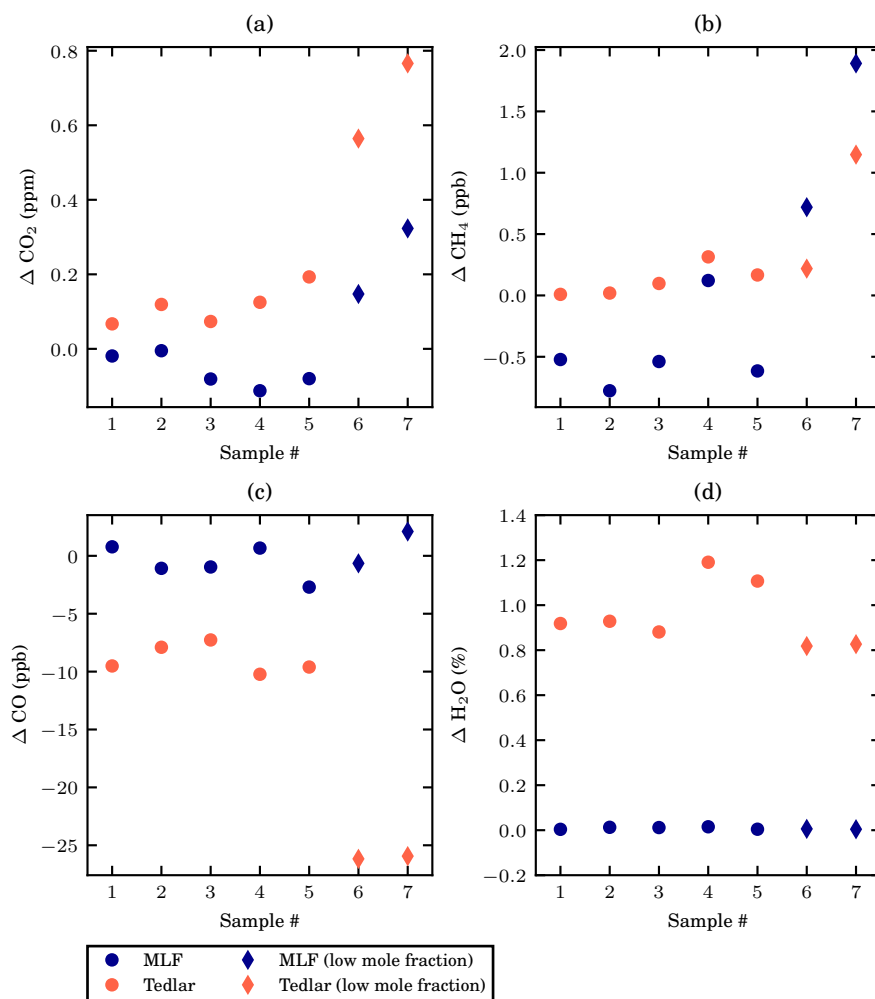 (a)
0.8
0.6
0.4
0.2
0.0
Δ CO₂ (ppm)
1 2 3 4 5 6 7
Sample #
(b)
2.0
1.5
1.0
0.5
0.0
−0.5
Δ CH₄ (ppb)
1 2 3 4 5 6 7
Sample #
(c)
0
−5
−10
−15
−20
−25
Δ CO (ppb)
1 2 3 4 5 6 7
Sample #
(d)
1.4
1.2
1.0
0.8
0.6
0.4
0.2
0.0
−0.2
Δ H₂O (%)
1 2 3 4 5 6 7
Sample #
MLF
Tedlar
MLF (low mole fraction)
Tedlar (low mole fraction)